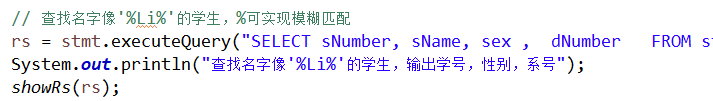 // 查找名字像'%Li%'的学生，%可实现模糊匹配
rs = stmt.executeQuery("SELECT sNumber, sName, sex ,  dNumber   FROM s
System.out.println("查找名字像'%Li%'的学生，输出学号，性别，系号");
showRs(rs);